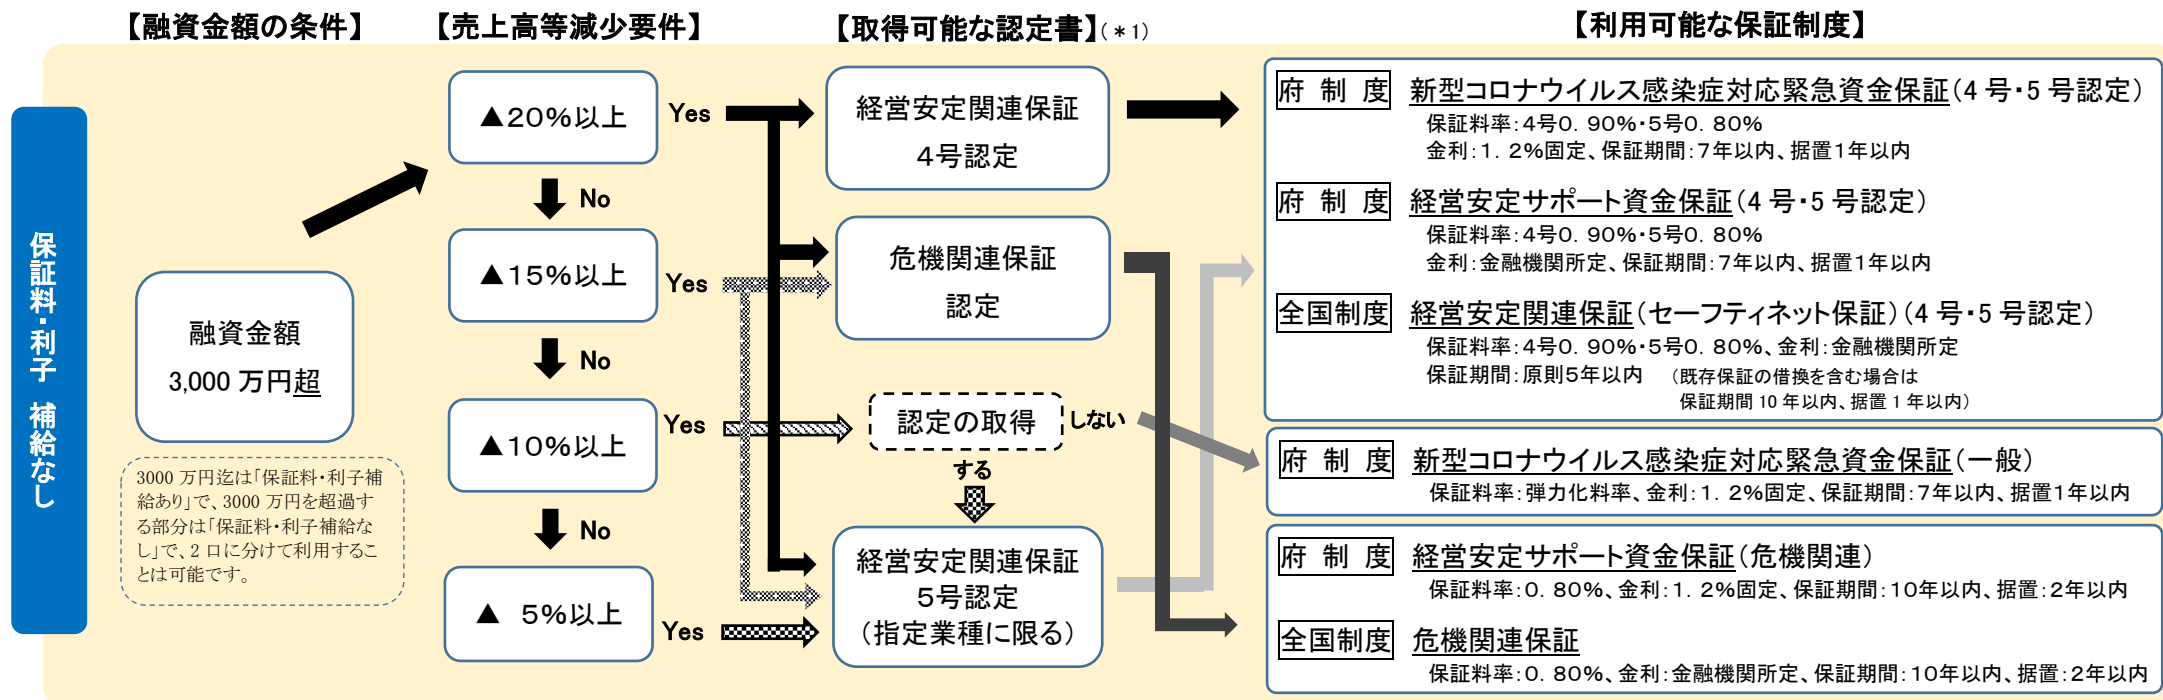 【融資金額の条件】
【売上高等減少要件】
【取得可能な認定書】(*1)
【利用可能な保証制度】
保証料・利子 補給なし
融資金額
3,000 万円超
3000 万円迄は「保証料・利子補
給あり」で、3000 万円を超過す
る部分は「保証料・利子補給な
し」で、2 口に分けて利用するこ
とは可能です。
▲20%以上
Yes
No
▲15%以上
Yes
No
▲10%以上
Yes
No
▲ 5%以上
Yes
経営安定関連保証
4号認定
危機関連保証
認定
認定の取得
しない
する
経営安定関連保証
5号認定
(指定業種に限る)
府 制 度 新型コロナウイルス感染症対応緊急資金保証(4 号・5 号認定)
保証料率:4号0.90%・5号0.80%
金利:1.2%固定、保証期間:7年以内、据置1年以内
府 制 度 経営安定サポート資金保証(4 号・5 号認定)
保証料率:4号0.90%・5号0.80%
金利:金融機関所定、保証期間:7年以内、据置1年以内
全国制度 経営安定関連保証(セーフティネット保証)(4 号・5 号認定)
保証料率:4号0.90%・5号0.80%、金利:金融機関所定
保証期間:原則5年以内 (既存保証の借換を含む場合は
保証期間 10 年以内、据置 1 年以内)
府 制 度 新型コロナウイルス感染症対応緊急資金保証(一般)
保証料率:弾力化料率、金利:1.2%固定、保証期間:7年以内、据置1年以内
府 制 度 経営安定サポート資金保証(危機関連)
保証料率:0.80%、金利:1.2%固定、保証期間:10年以内、据置:2年以内
全国制度 危機関連保証
保証料率:0.80%、金利:金融機関所定、保証期間:10年以内、据置:2年以内